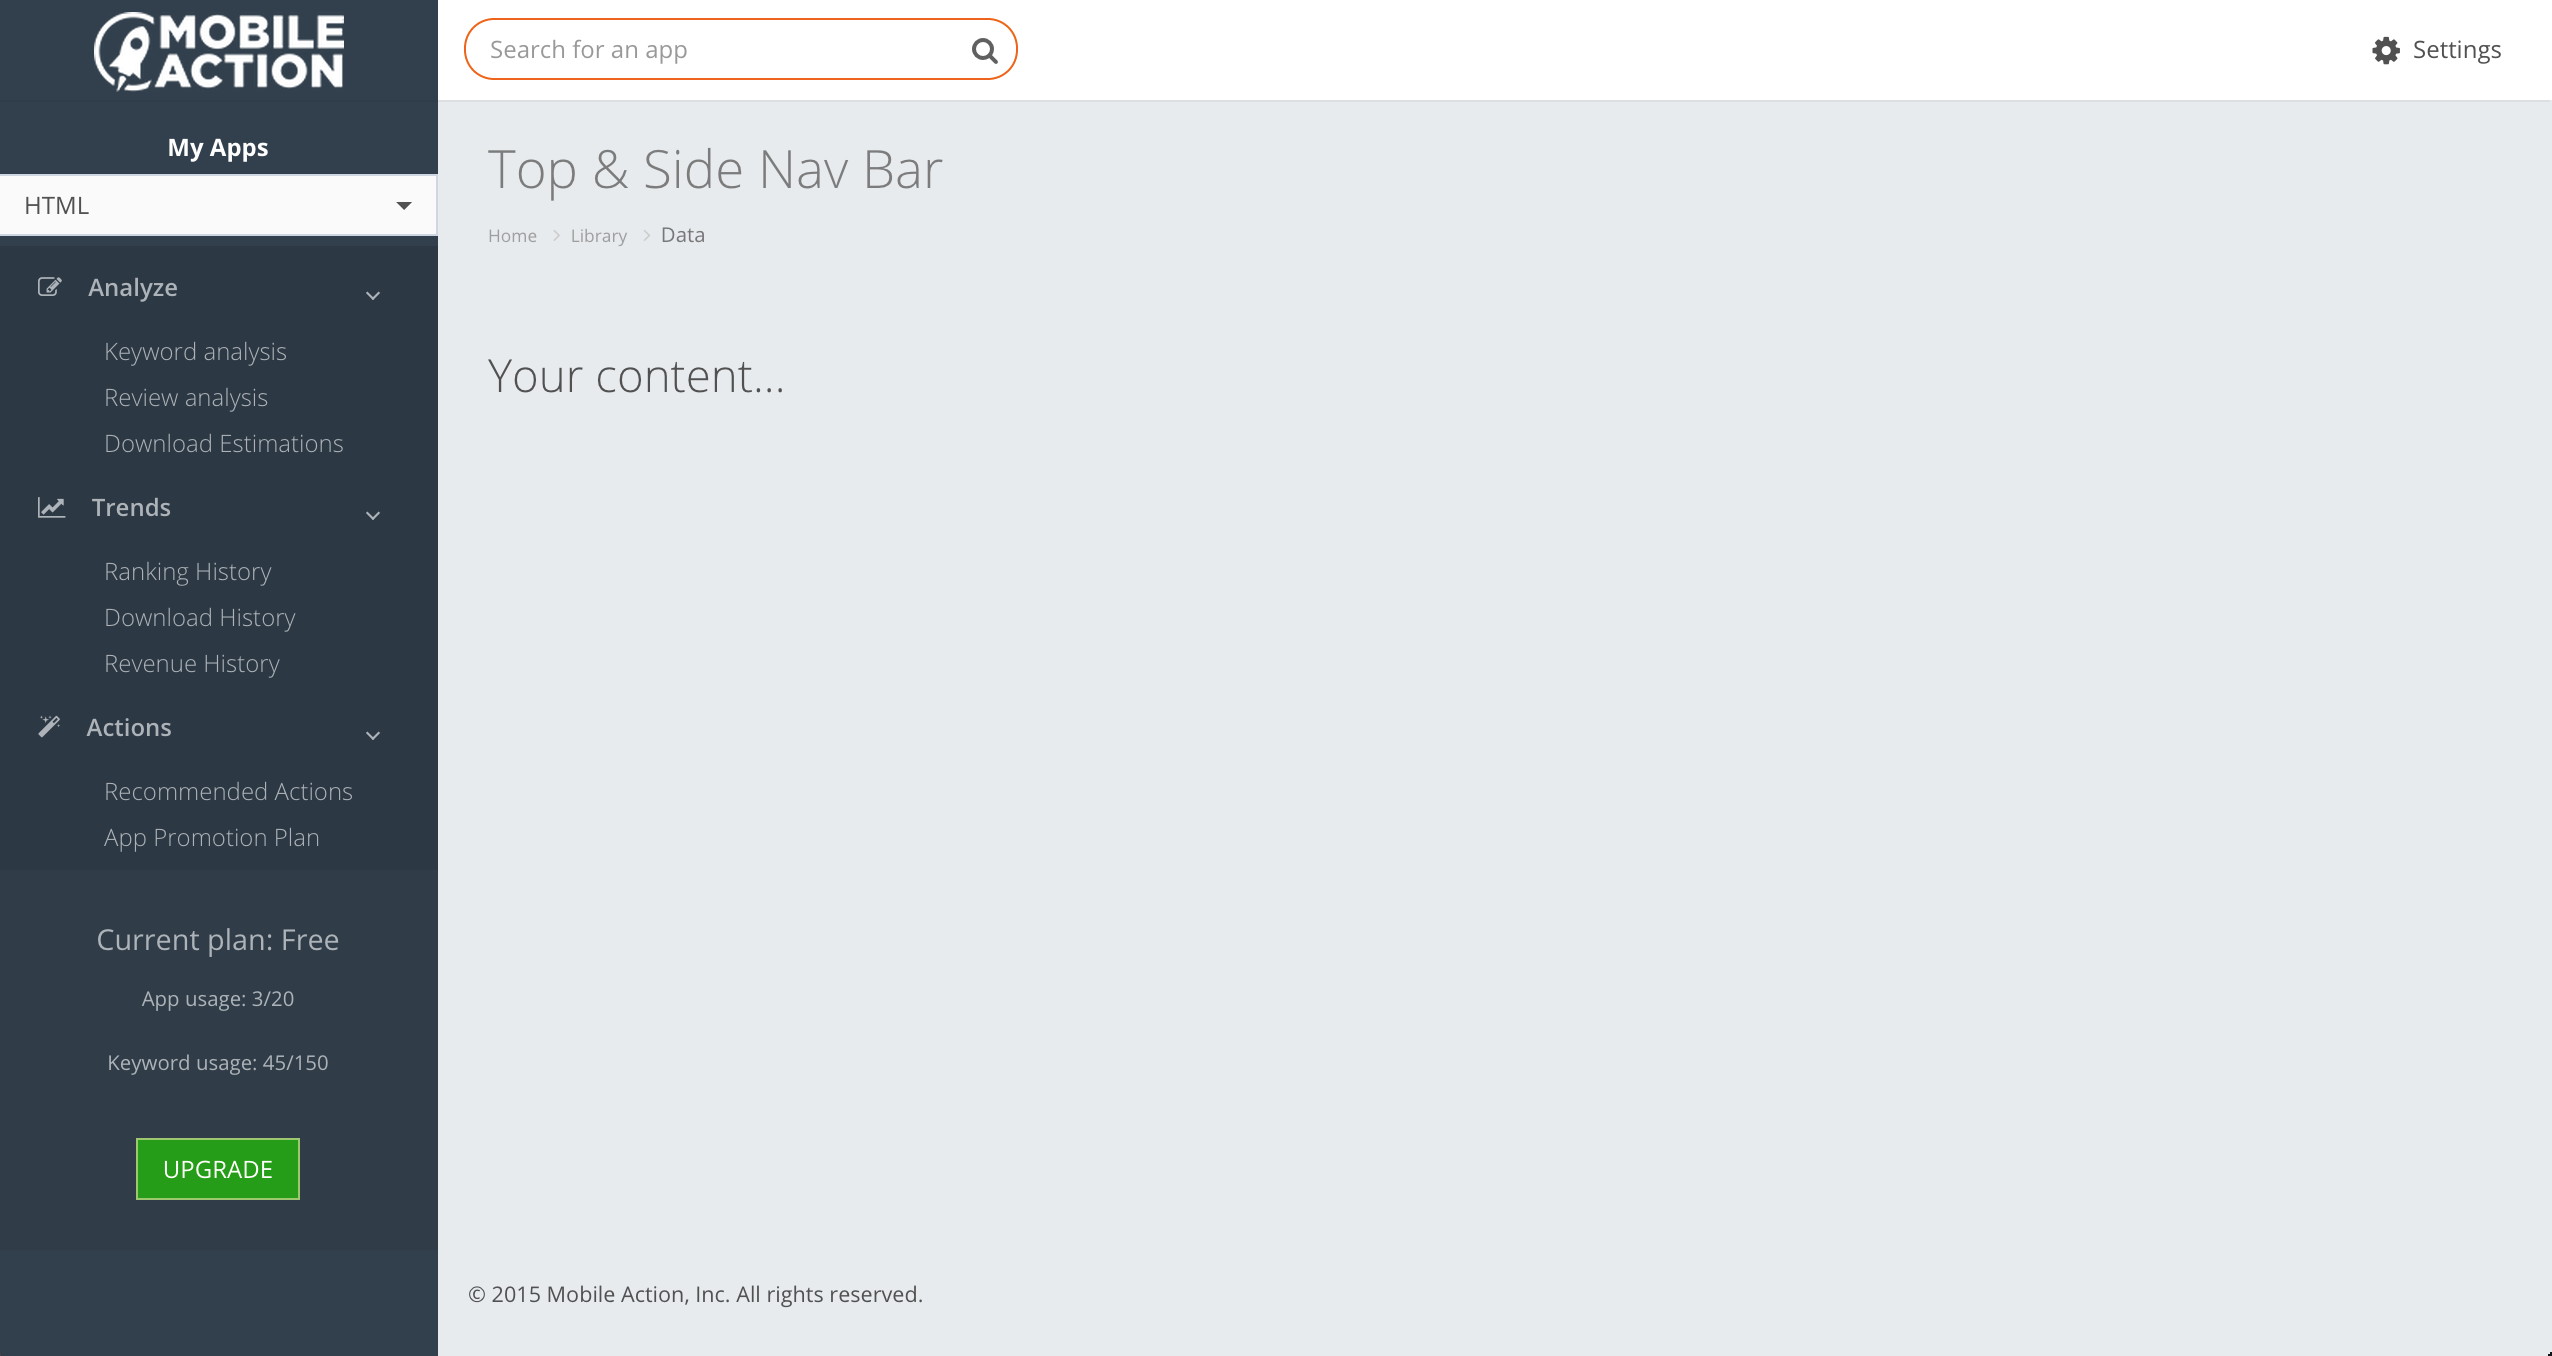 MOBILE
ACTION
Search for an app
Settings
My Apps
HTML
Analyze
Keyword analysis
Review analysis
Download Estimations
Trends
Ranking History
Download History
Revenue History
Actions
Recommended Actions
App Promotion Plan
Current plan: Free
App usage: 3/20
Keyword usage: 45/150
UPGRADE
Top & Side Nav Bar
Home > Library > Data
Your content...
© 2015 Mobile Action, Inc. All rights reserved.